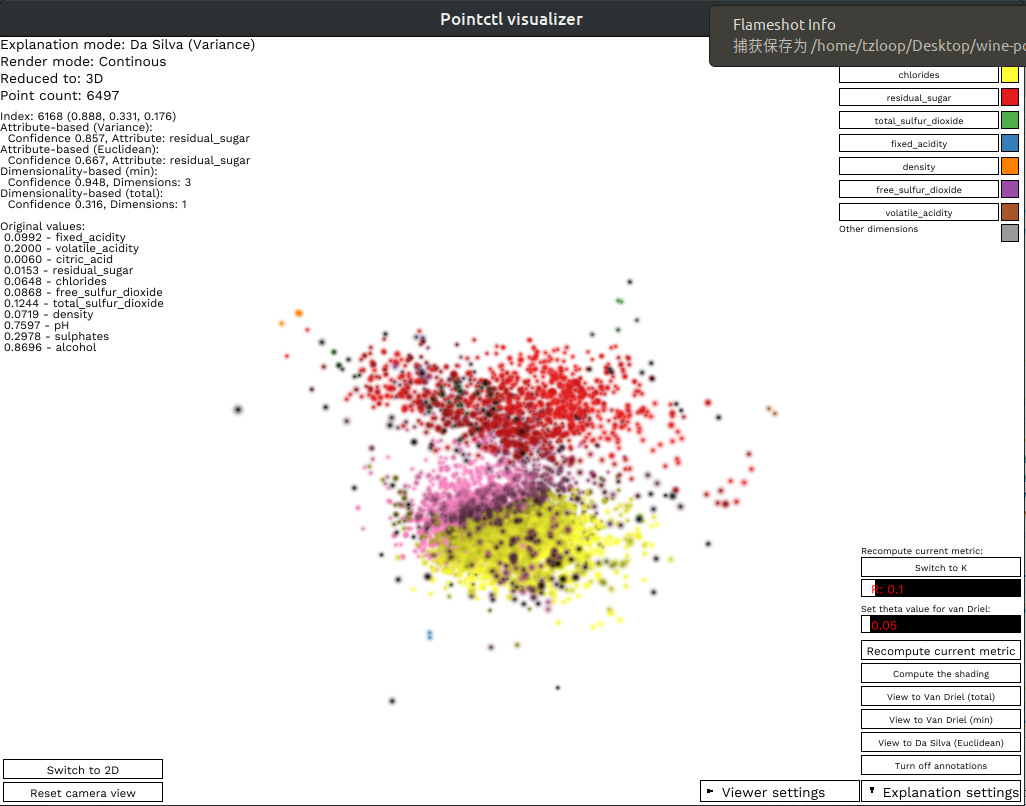 Pointctl visualizer
Flameshot Info
捕获保存为 /home/tzloop/Desktop/wine-po
Explanation mode: Da Silva (Variance)
Render mode: Continous
Reduced to: 3D
Point count: 6497
Index: 6168 (0.888, 0.331, 0.176)
Attribute-based (Variance):
Confidence 0.857, Attribute: residual_sugar
Attribute-based (Euclidean):
Confidence 0.667, Attribute: residual_sugar
Dimensionality-based (min):
Confidence 0.948, Dimensions: 3
Dimensionality-based (total):
Confidence 0.316, Dimensions: 1
Original values:
0.0992 - fixed_acidity
0.2000 - volatile_acidity
0.0060 - citric_acid
0.0153 - residual_sugar
0.0648 - chlorides
0.0868 - free_sulfur_dioxide
0.1244 - total_sulfur_dioxide
0.0719 - density
0.7597 - pH
0.2978 - sulphates
0.8696 - alcohol
chlorides
residual_sugar
total_sulfur_dioxide
fixed_acidity
density
free_sulfur_dioxide
volatile_acidity
Other dimensions
Recompute current metric:
Switch to K
R: 0.1
Set theta value for van Driel:
0.05
Recompute current metric
Compute the shading
View to Van Driel (total)
View to Van Driel (min)
View to Da Silva (Euclidean)
Turn off annotations
Switch to 2D
Reset camera view
Viewer settings
Explanation settings